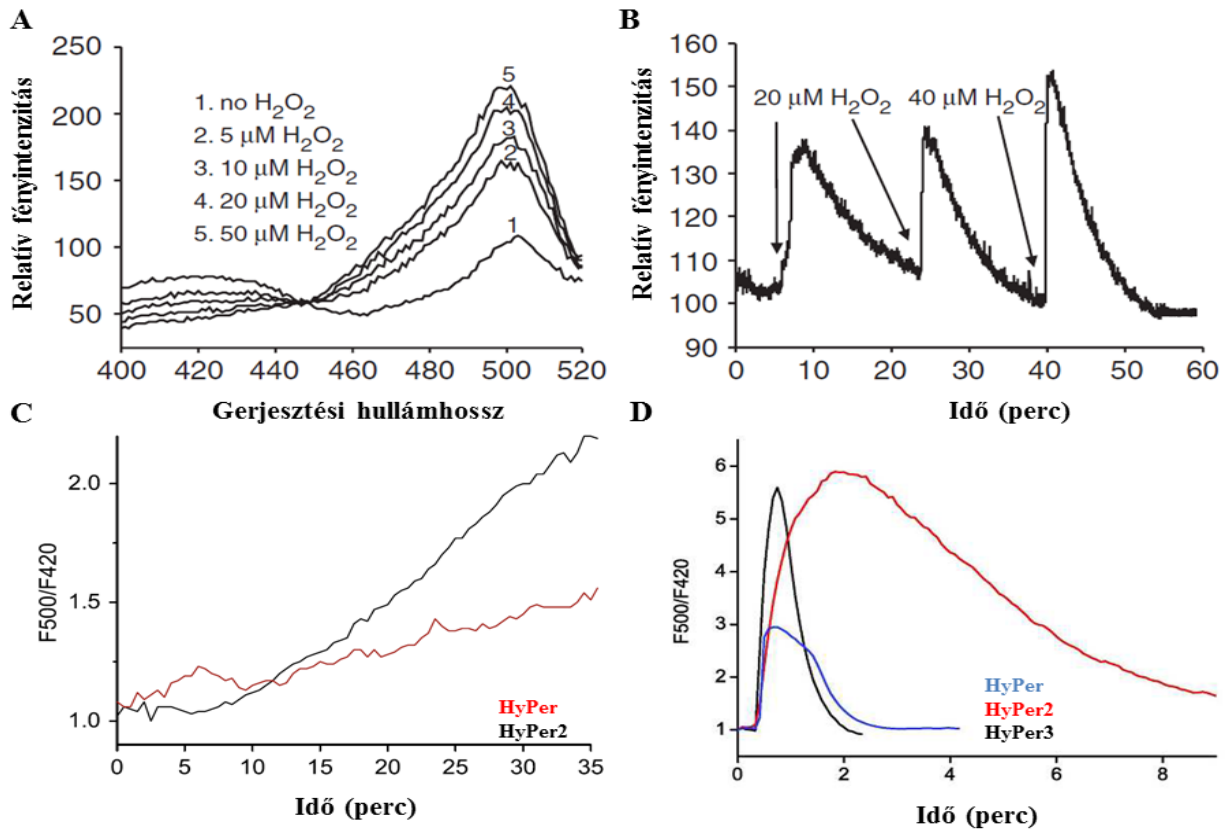 A
Relatív fényintenzitás
250
200
150
100
50
1. no H₂O₂
2. 5 µM H₂O₂
3. 10 µM H₂O₂
4. 20 µM H₂O₂
5. 50 µM H₂O₂
5
4
3
2
1
400 420 440 460 480 500 520
Gerjesztési hullámhossz
B
Relatív fényintenzitás
160
150
140
130
120
110
100
90
20 µM H₂O₂
40 µM H₂O₂
0 10 20 30 40 50 60
Idő (perc)
C
F500/F420
2.0
1.5
1.0
HyPer
HyPer2
0 5 10 15 20 25 30 35
Idő (perc)
D
F500/F420
6
5
4
3
2
1
HyPer
HyPer2
HyPer3
0 2 4 6 8
Idő (perc)